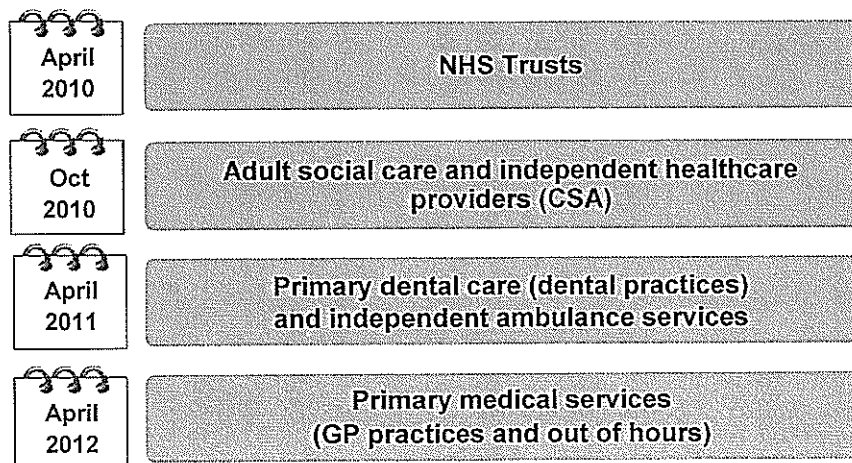 April
2010
NHS Trusts
Oct
2010
Adult social care and independent healthcare
providers (CSA)
April
2011
Primary dental care (dental practices)
and independent ambulance services
April
2012
Primary medical services
(GP practices and out of hours)